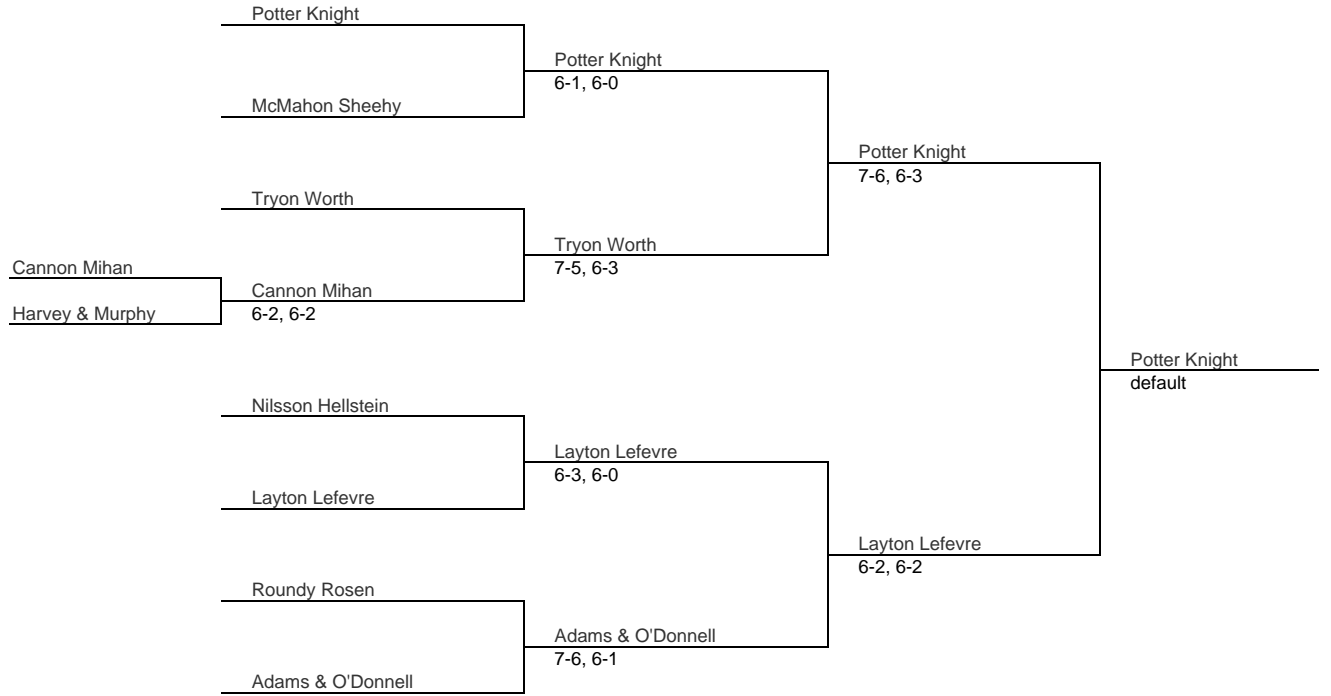 Potter Knight
Potter Knight
6-1, 6-0
McMahon Sheehy
Potter Knight
7-6, 6-3
Tryon Worth
Tryon Worth
7-5, 6-3
Cannon Mihan
Cannon Mihan
6-2, 6-2
Harvey & Murphy
Potter Knight
default
Nilsson Hellstein
Layton Lefevre
6-3, 6-0
Layton Lefevre
Layton Lefevre
6-2, 6-2
Roundy Rosen
Adams & O'Donnell
7-6, 6-1
Adams & O'Donnell